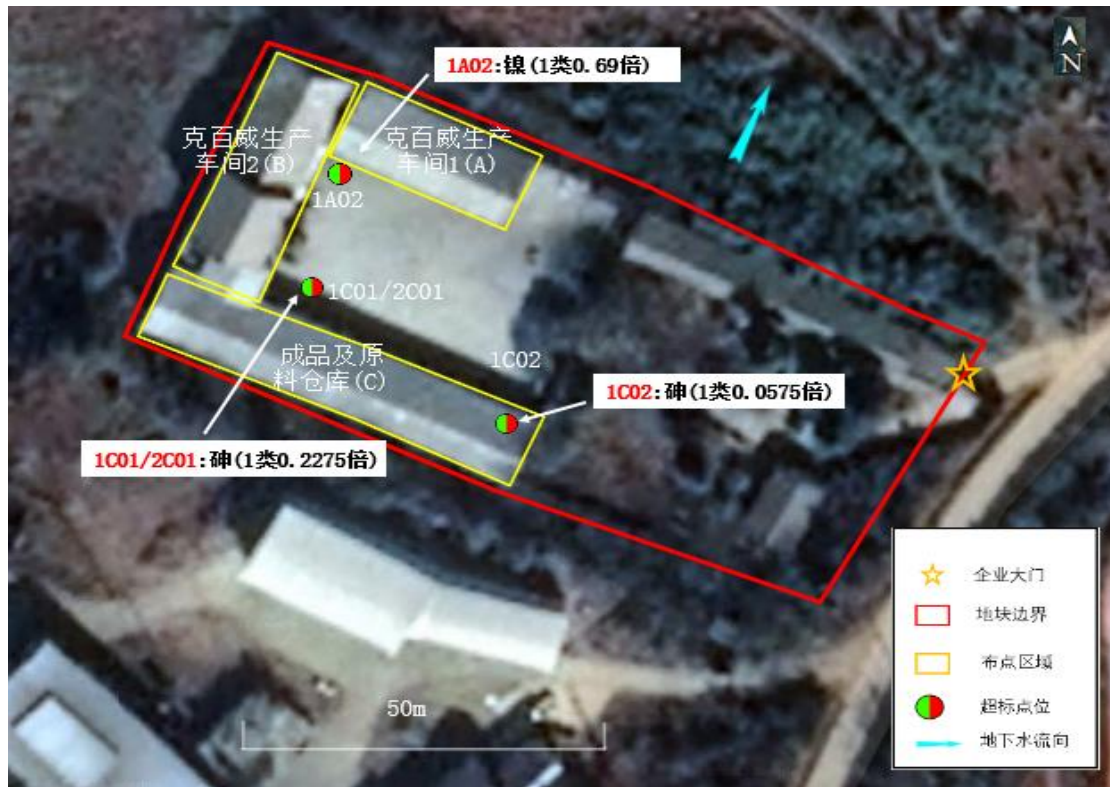 N
1A02:镍(1类0.69倍)
克百威生产
车间2(B)
克百威生产
车间1(A)
1A02
1C01/2C01
成品及原
料仓库(C)
1C02
1C02:砷(1类0.0575倍)
1C01/2C01:砷(1类0.2275倍)
50m
企业大门
地块边界
布点区域
超标点位
地下水流向